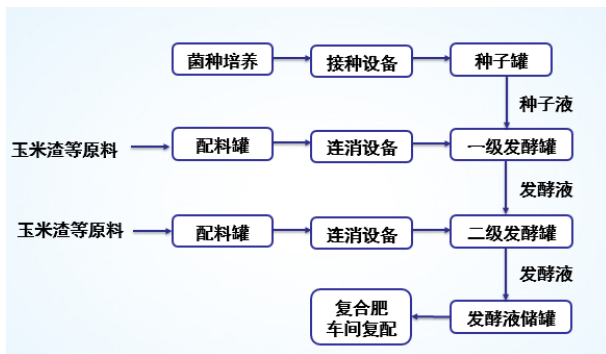 菌种培养
接种设备
种子罐
种子液
玉米渣等原料
配料罐
连消设备
一级发酵罐
发酵液
玉米渣等原料
配料罐
连消设备
二级发酵罐
发酵液
复合肥
车间复配
发酵液储罐